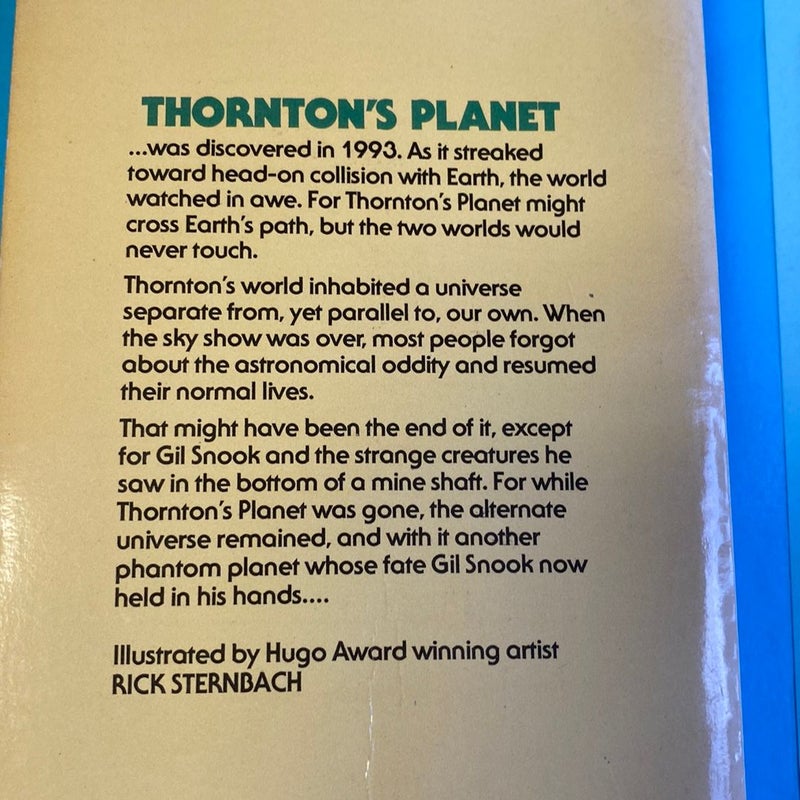 THORNTON'S PLANET
...was discovered in 1993. As it streaked
toward head-on collision with Earth, the world
watched in awe. For Thornton's Planet might
cross Earth's path, but the two worlds would
never touch.
Thornton's world inhabited a universe
separate from, yet parallel to, our own. When
the sky show was over, most people forgot
about the astronomical oddity and resumed
their normal lives.
That might have been the end of it, except
for Gil Snook and the strange creatures he
saw in the bottom of a mine shaft. For while
Thornton's Planet was gone, the alternate
universe remained, and with it another
phantom planet whose fate Gil Snook now
held in his hands....
Illustrated by Hugo Award winning artist
RICK STERNBACH